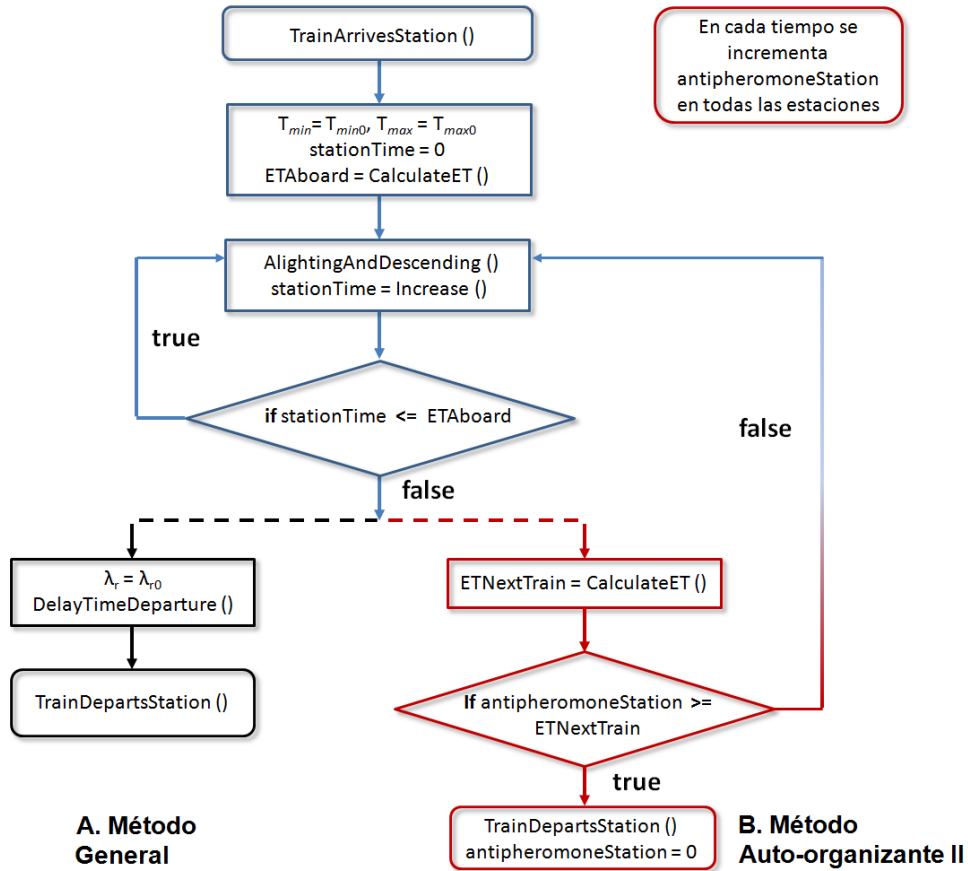 TrainArrivesStation ()
En cada tiempo se
incrementa
antipheromoneStation
en todas las estaciones
Tmin= Tmin0, Tmax = Tmax0
stationTime = 0
ETAboard = CalculateET ()
AlightingAndDescending ()
stationTime = Increase ()
true
if stationTime <= ETAboard
false
false
λr = λr0
DelayTimeDeparture ()
TrainDepartsStation ()
ETNextTrain = CalculateET ()
If antipheromoneStation >=
ETNextTrain
true
TrainDepartsStation ()
antipheromoneStation = 0
A. Método
General
B. Método
Auto-organizante II